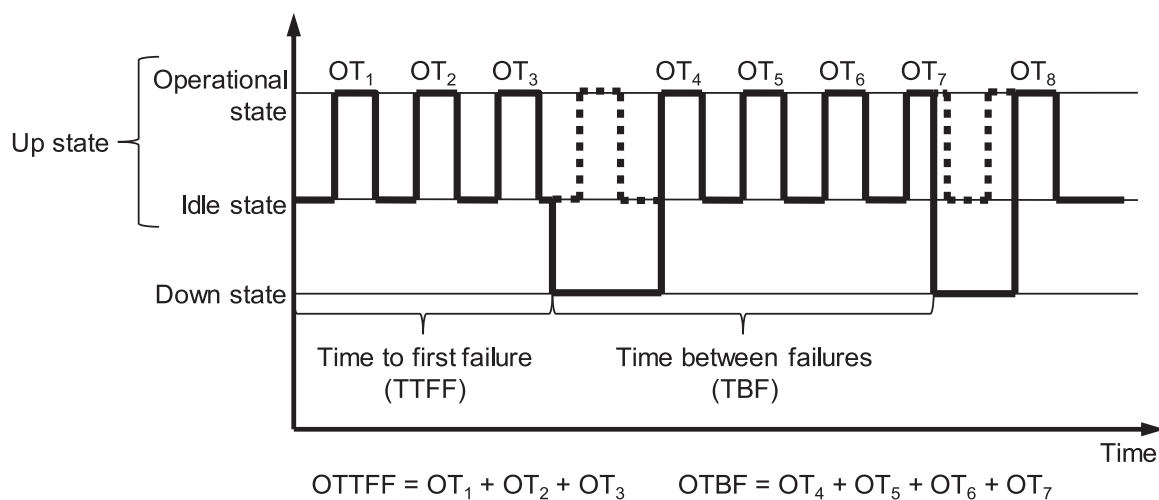 Operational
state
OT₁ OT₂ OT₃ OT₄ OT₅ OT₆ OT₇ OT₈
Up state
Idle state
Down state
Time to first failure
(TTFF)
Time between failures
(TBF)
Time
OTTFF = OT₁ + OT₂ + OT₃
OTBF = OT₄ + OT₅ + OT₆ + OT₇